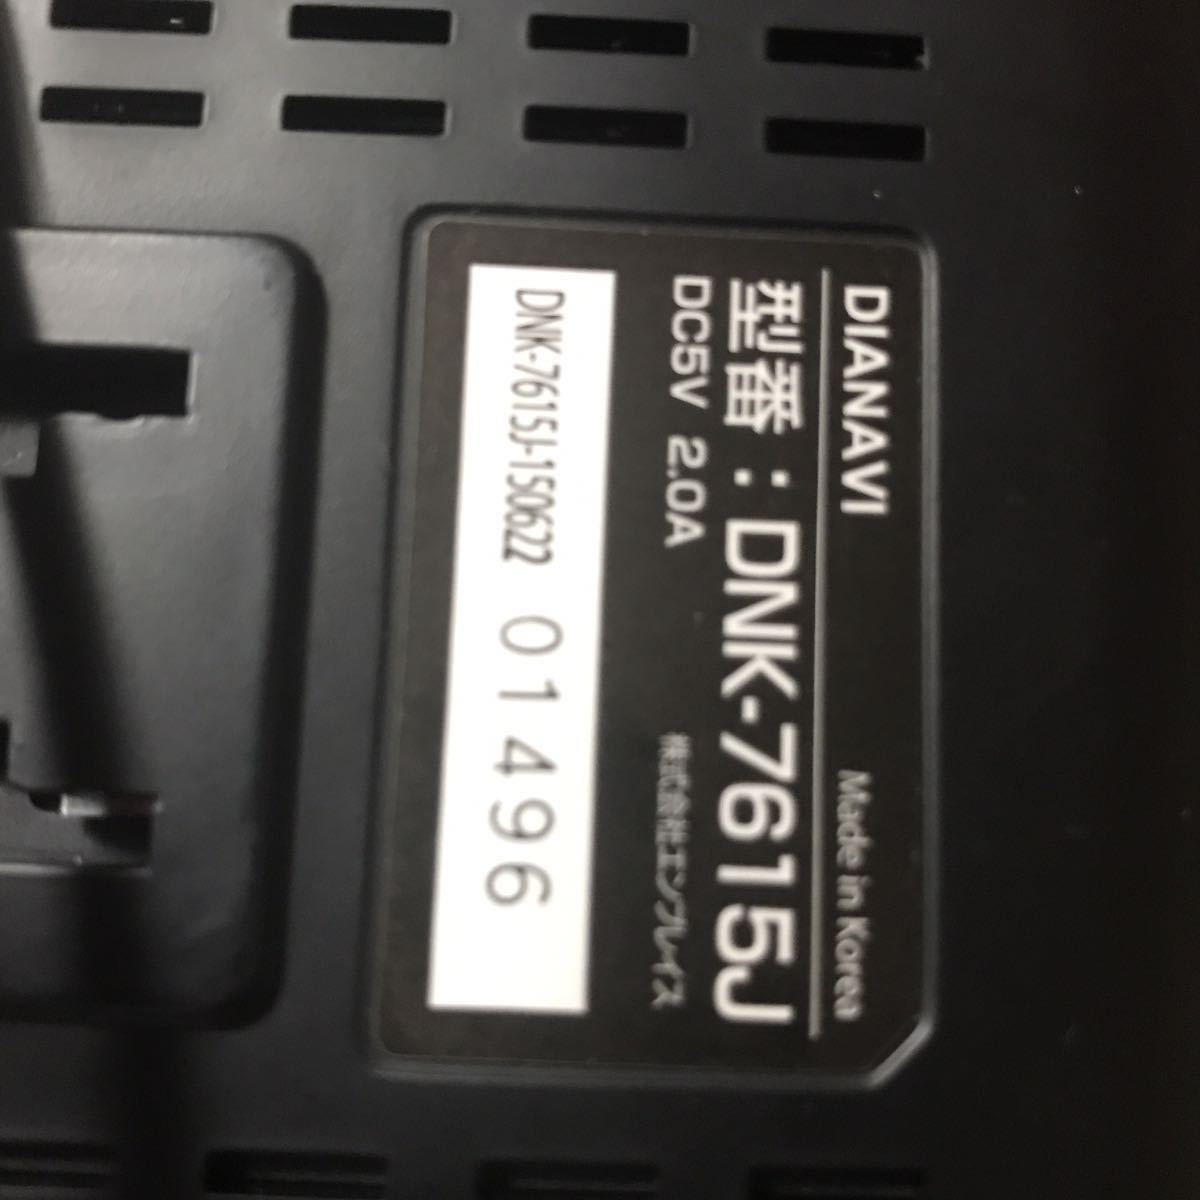 DIANAVI
Made in Korea
型番：DNK-7615J
DC5V 2.0A
株式会社エンプレイス
DNK-7615J-150622 01496